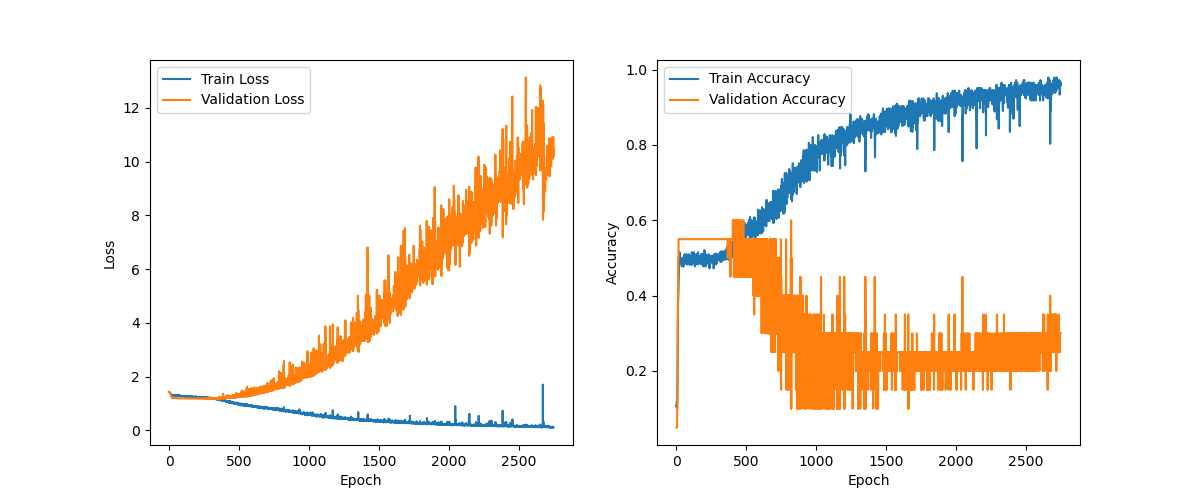 Train Loss
Validation Loss
12
10
8
6
4
2
0
Loss
0 500 1000 1500 2000 2500
Epoch
Train Accuracy
Validation Accuracy
1.0
0.8
0.6
0.4
0.2
Accuracy
0 500 1000 1500 2000 2500
Epoch